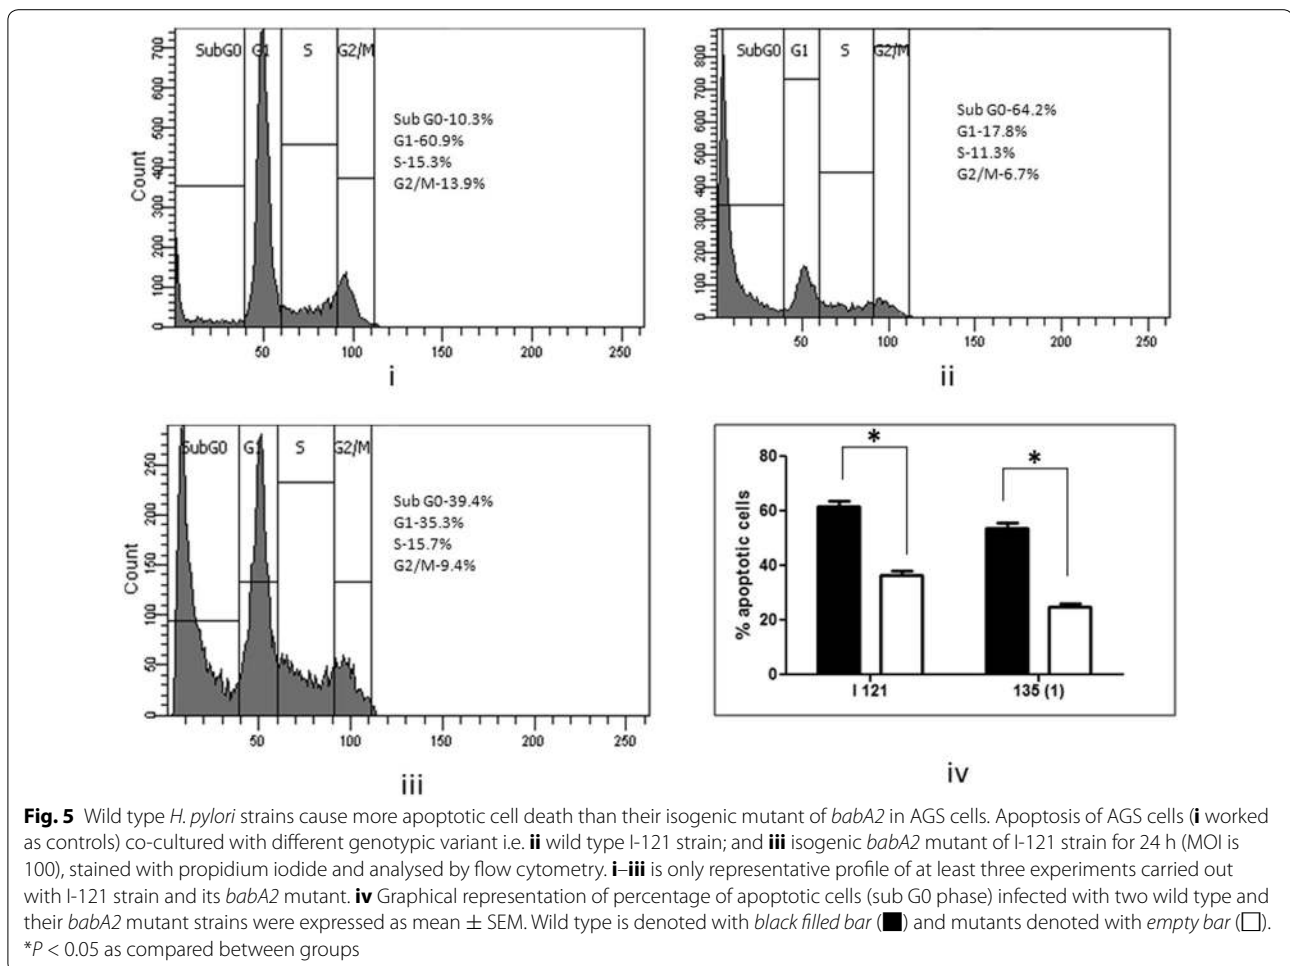 SubG0 G1 S G2/M
700
600
500
400
300
200
100
0
Count
Sub G0-10.3%
G1-60.9%
S-15.3%
G2/M-13.9%
50 100 150 200 250
i
SubG0 G1 S G2/M
800
700
600
500
400
300
200
100
0
Sub G0-64.2%
G1-17.8%
S-11.3%
G2/M-6.7%
50 100 150 200 250
ii
SubG0 G1 S G2/M
250
200
150
100
50
0
Count
Sub G0-39.4%
G1-35.3%
S-15.7%
G2/M-9.4%
50 100 150 200 250
iii
80
60
40
20
0
% apoptotic cells
* *
I 121 135 (1)
iv
Fig. 5 Wild type H. pylori strains cause more apoptotic cell death than their isogenic mutant of babA2 in AGS cells. Apoptosis of AGS cells (i worked
as controls) co-cultured with different genotypic variant i.e. ii wild type I-121 strain; and iii isogenic babA2 mutant of I-121 strain for 24 h (MOI is
100), stained with propidium iodide and analysed by flow cytometry. i–iii is only representative profile of at least three experiments carried out
with I-121 strain and its babA2 mutant. iv Graphical representation of percentage of apoptotic cells (sub G0 phase) infected with two wild type and
their babA2 mutant strains were expressed as mean ± SEM. Wild type is denoted with black filled bar (■) and mutants denoted with empty bar (□).
*P < 0.05 as compared between groups